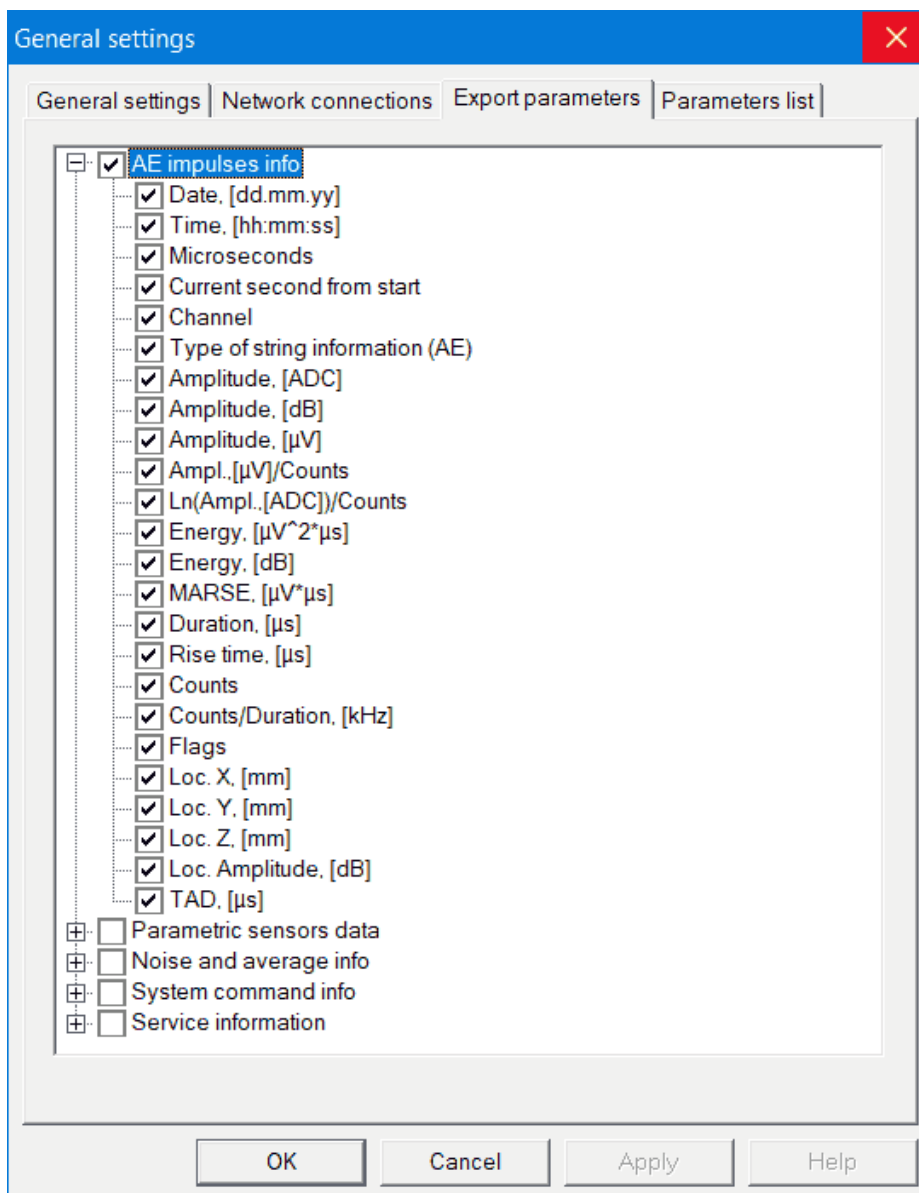 General settings
General settings Network connections Export parameters Parameters list
AE impulses info
Date, [dd.mm.yy]
Time, [hh:mm:ss]
Microseconds
Current second from start
Channel
Type of string information (AE)
Amplitude, [ADC]
Amplitude, [dB]
Amplitude, [µV]
Ampl.,[µV]/Counts
Ln(Ampl.,[ADC])/Counts
Energy, [µV^2*µs]
Energy, [dB]
MARSE, [µV*µs]
Duration, [µs]
Rise time, [µs]
Counts
Counts/Duration, [kHz]
Flags
Loc. X, [mm]
Loc. Y, [mm]
Loc. Z, [mm]
Loc. Amplitude, [dB]
TAD, [µs]
Parametric sensors data
Noise and average info
System command info
Service information
OK Cancel Apply Help